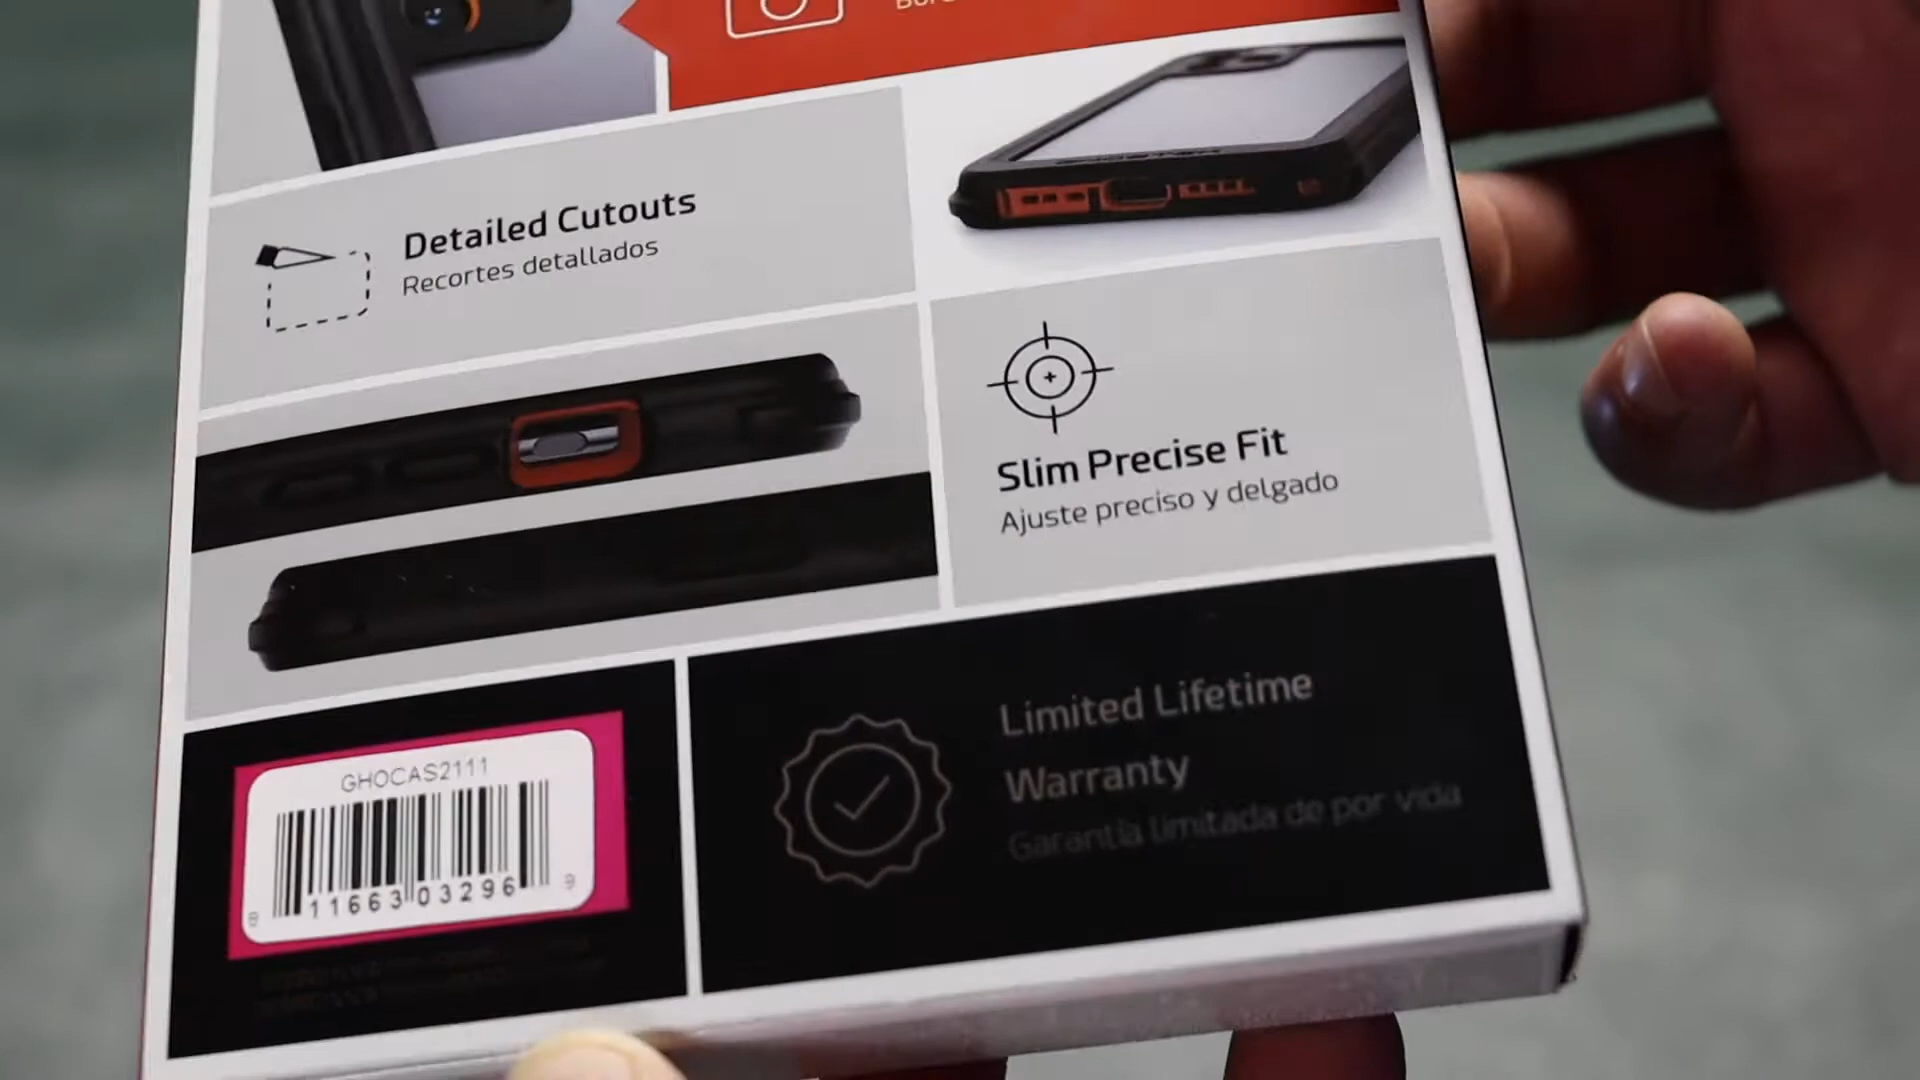 Detailed Cutouts
Recortes detallados
Slim Precise Fit
Ajuste preciso y delgado
GHOCAS2111
8 11663 03296 9
Limited Lifetime
Warranty
Garantía limitada de por vida